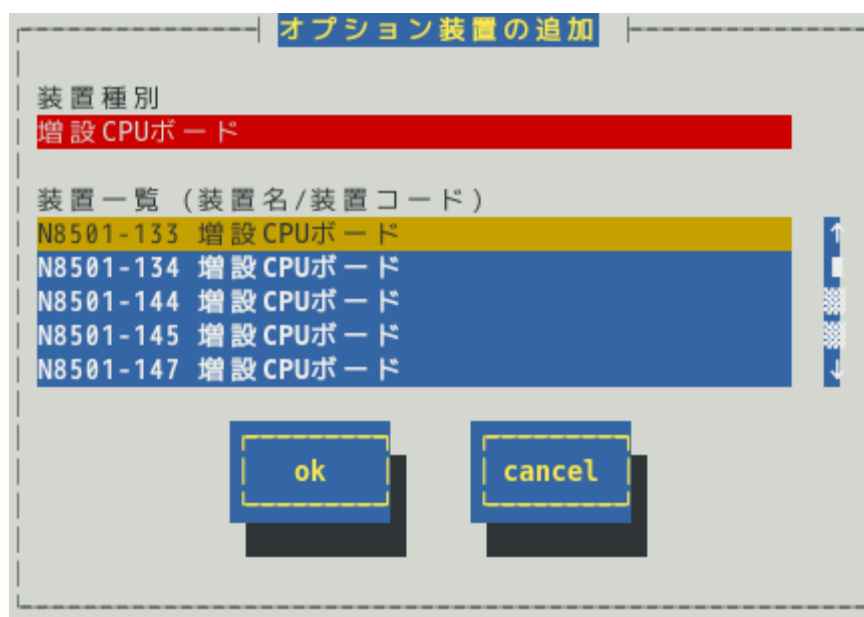 オプション装置の追加
装置種別
増設CPUボード
装置一覧 (装置名/装置コード)
N8501-133 増設CPUボード
N8501-134 増設CPUボード
N8501-144 増設CPUボード
N8501-145 増設CPUボード
N8501-147 増設CPUボード
ok cancel